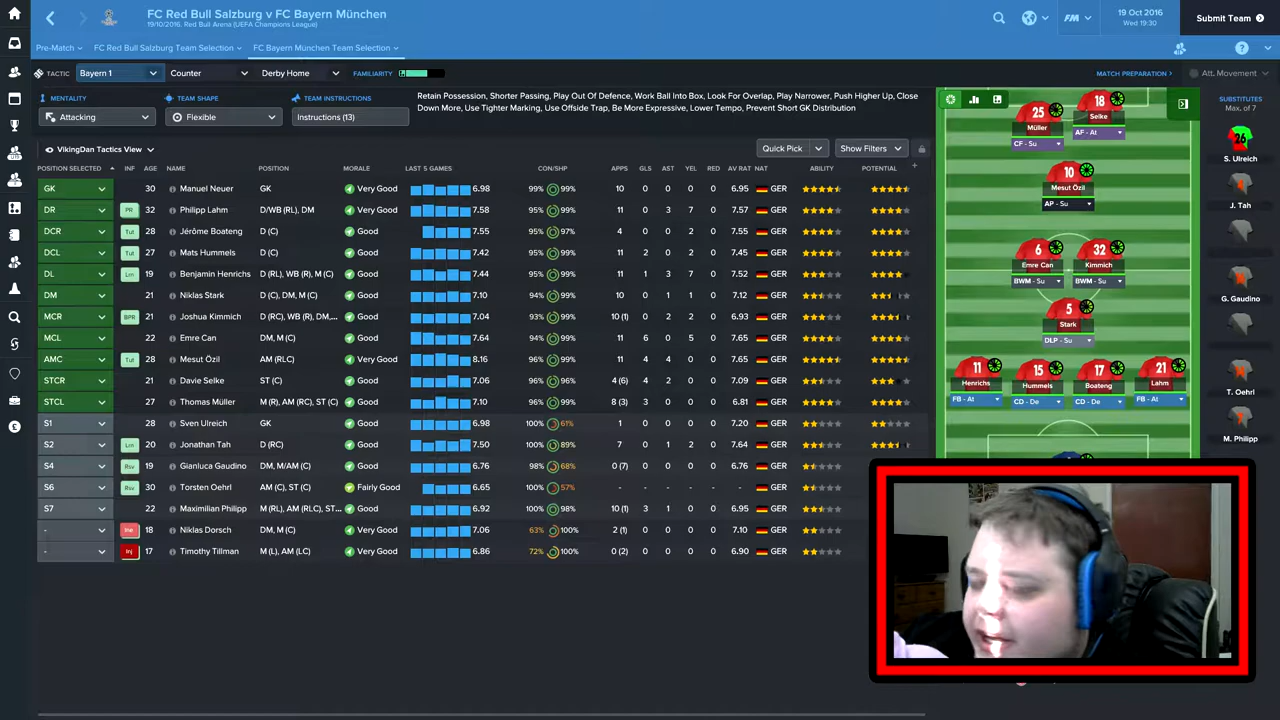 FC Red Bull Salzburg v FC Bayern München
19/10/2016. Red Bull Arena (UEFA Champions League)
FM
19 Oct 2016
Wed 19:30
Submit Team
Pre-Match
FC Red Bull Salzburg Team Selection
FC Bayern München Team Selection
TACTIC
Bayern 1
Counter
Derby Home
FAMILIARITY
MATCH PREPARATION
Att. Movement
MENTALITY
TEAM SHAPE
TEAM INSTRUCTIONS
Attacking
Flexible
Instructions (13)
Retain Possession, Shorter Passing, Play Out Of Defence, Work Ball Into Box, Look For Overlap, Play Narrower, Push Higher Up, Close
Down More, Use Tighter Marking, Use Offside Trap, Be More Expressive, Lower Tempo, Prevent Short GK Distribution
VikingDan Tactics View
Quick Pick
Show Filters
POSITION SELECTED INF AGE NAME POSITION MORALE LAST 5 GAMES CON/SHP APPS GLS AST YEL RED AV RAT NAT ABILITY POTENTIAL
GK 30 Manuel Neuer GK Very Good 6.98 99% 99% 10 0 0 0 0 6.95 GER
DR PR 32 Philipp Lahm D/WB (RL), DM Very Good 7.58 95% 99% 11 0 3 7 0 7.57 GER
DCR Tut 28 Jérôme Boateng D (C) Good 7.55 95% 97% 4 0 0 2 0 7.55 GER
DCL Tut 27 Mats Hummels D (C) Good 7.42 95% 99% 11 2 0 2 0 7.45 GER
DL Lrn 19 Benjamin Henrichs D (RL), WB (R), M (C) Good 7.44 95% 99% 11 1 3 7 0 7.52 GER
DM 21 Niklas Stark D (C), DM, M (C) Good 7.10 94% 99% 10 0 1 1 0 7.12 GER
MCR BPR 21 Joshua Kimmich D (RC), WB (R), DM,... Good 7.04 93% 99% 10 (1) 0 2 2 0 6.93 GER
MCL 22 Emre Can DM, M (C) Good 7.64 94% 99% 11 6 0 5 0 7.65 GER
AMC Tut 28 Mesut Özil AM (RLC) Very Good 8.16 96% 99% 11 4 4 0 0 7.65 GER
STCR 21 Davie Selke ST (C) Good 7.06 96% 96% 4 (6) 4 2 0 0 7.09 GER
STCL 27 Thomas Müller M (R), AM (RC), ST (C) Good 7.10 96% 99% 8 (3) 3 0 0 0 6.81 GER
S1 28 Sven Ulreich GK Good 6.98 100% 61% 1 0 0 0 0 7.20 GER
S2 Lrn 20 Jonathan Tah D (RC) Good 7.50 100% 89% 7 0 1 2 0 7.64 GER
S4 Rsv 19 Gianluca Gaudino DM, M/AM (C) Good 6.76 98% 68% 0 (7) 0 0 0 0 6.76 GER
S6 Rsv 30 Torsten Oehrl AM (C), ST (C) Fairly Good 6.65 100% 57% - - - - - - GER
S7 22 Maximilian Philipp M (RL), AM (RLC), ST... Good 6.92 100% 98% 10 (1) 3 1 0 0 6.95 GER
- Ine 18 Niklas Dorsch DM, M (C) Very Good 7.06 63% 100% 2 (1) 0 0 0 0 7.10 GER
- Inj 17 Timothy Tillman M (L), AM (LC) Very Good 6.86 72% 100% 0 (2) 0 0 0 0 6.90 GER
25
Müller
CF - Su
18
Selke
AF - At
10
Mesut Özil
AP - Su
6
Emre Can
BWM - Su
32
Kimmich
BWM - Su
5
Stark
DLP - Su
11
Henrichs
FB - At
15
Hummels
CD - De
17
Boateng
CD - De
21
Lahm
FB - At
SUBSTITUTES
Max. of 7
26
S. Ulreich
J. Tah
G. Gaudino
T. Oehrl
M. Philipp